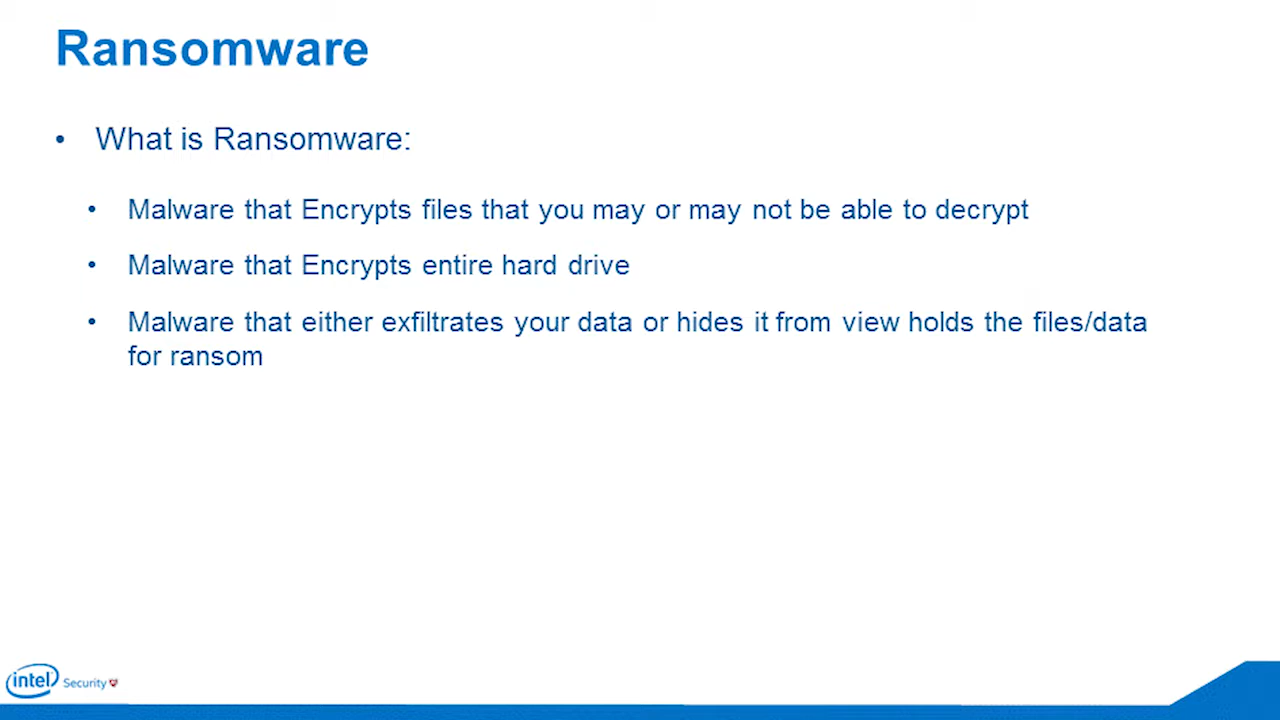 Ransomware
• What is Ransomware:
• Malware that Encrypts files that you may or may not be able to decrypt
• Malware that Encrypts entire hard drive
• Malware that either exfiltrates your data or hides it from view holds the files/data
for ransom
intel Security